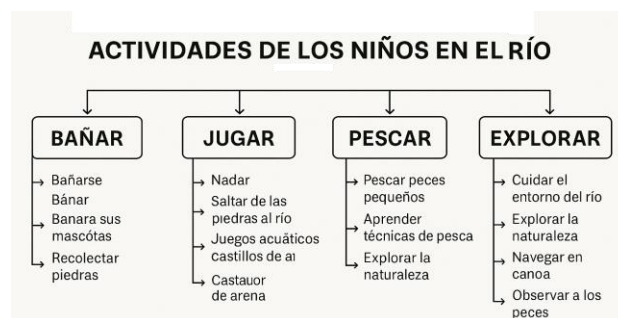 ACTIVIDADES DE LOS NIÑOS EN EL RÍO
BAÑAR
Bañarse
Bánar
Banara sus
mascótas
Recolectar
piedras
JUGAR
Nadar
Saltar de las
piedras al río
Juegos acuáticos
castillos de
de arena
PESCAR
Pescar peces
pequeños
Aprender
técnicas de pesca
Explorar la
naturaleza
EXPLORAR
Cuidar el
entorno del río
Explorar la
naturaleza
Navegar en
canoa
Observar a los
peces